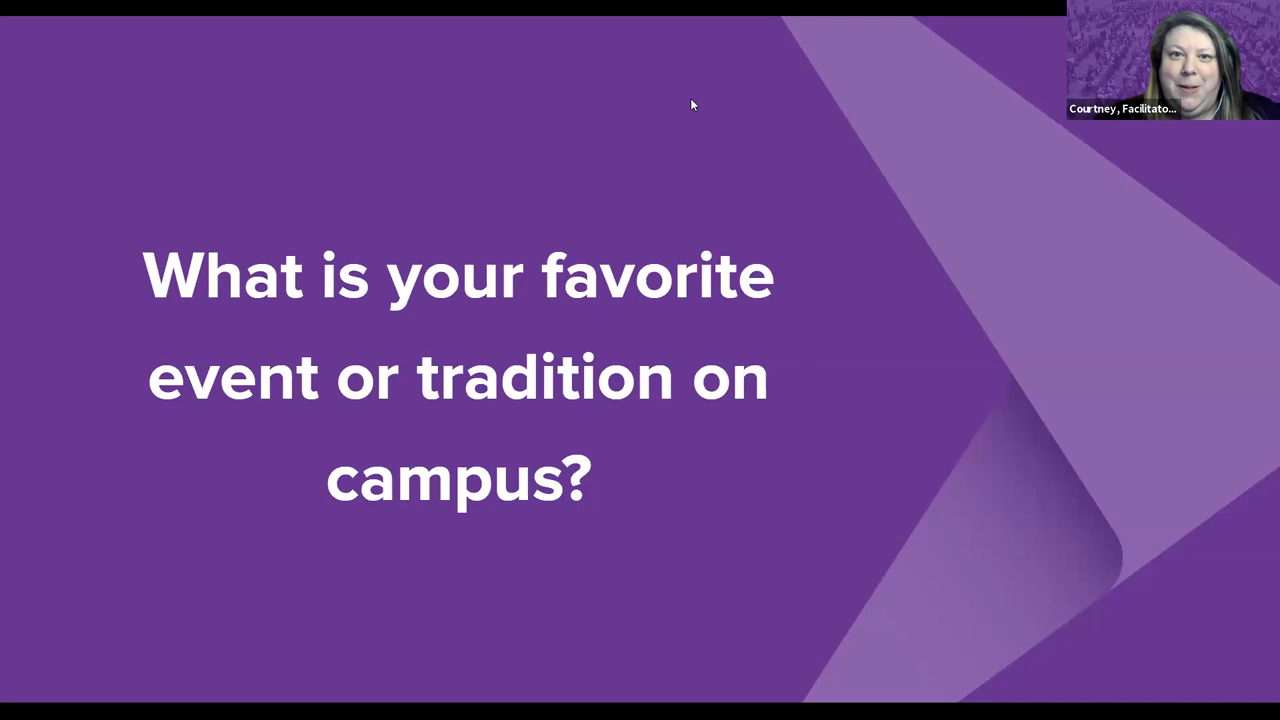 What is your favorite
event or tradition on
campus?
Courtney, Facilitato...